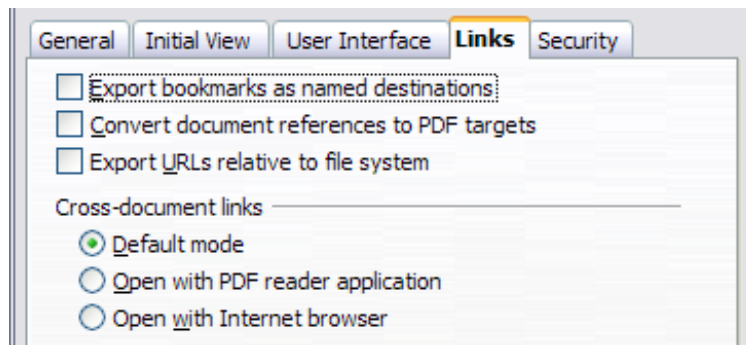 General Initial View User Interface Links Security
Export bookmarks as named destinations
Convert document references to PDF targets
Export URLs relative to file system
Cross-document links
Default mode
Open with PDF reader application
Open with Internet browser